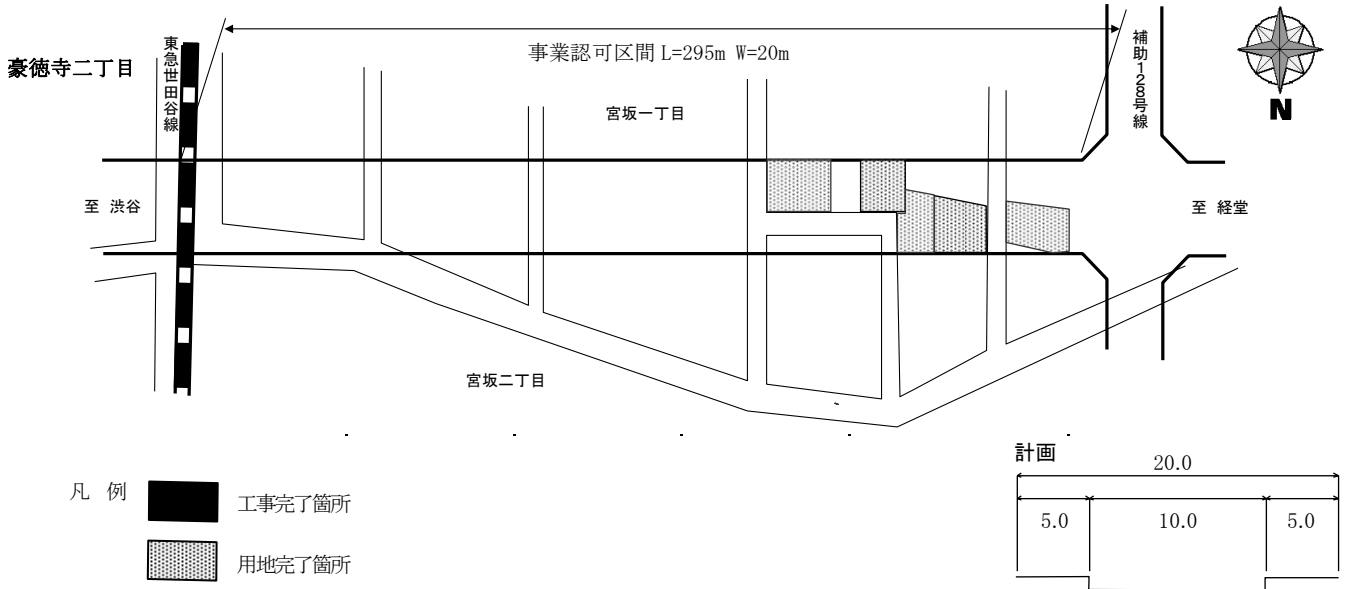 豪徳寺二丁目
東急世田谷線
事業認可区間 L=295m W=20m
補助128号線
N
宮坂一丁目
至 渋谷
至 経堂
宮坂二丁目
計画
20.0
5.0 10.0 5.0
凡 例
工事完了箇所
用地完了箇所